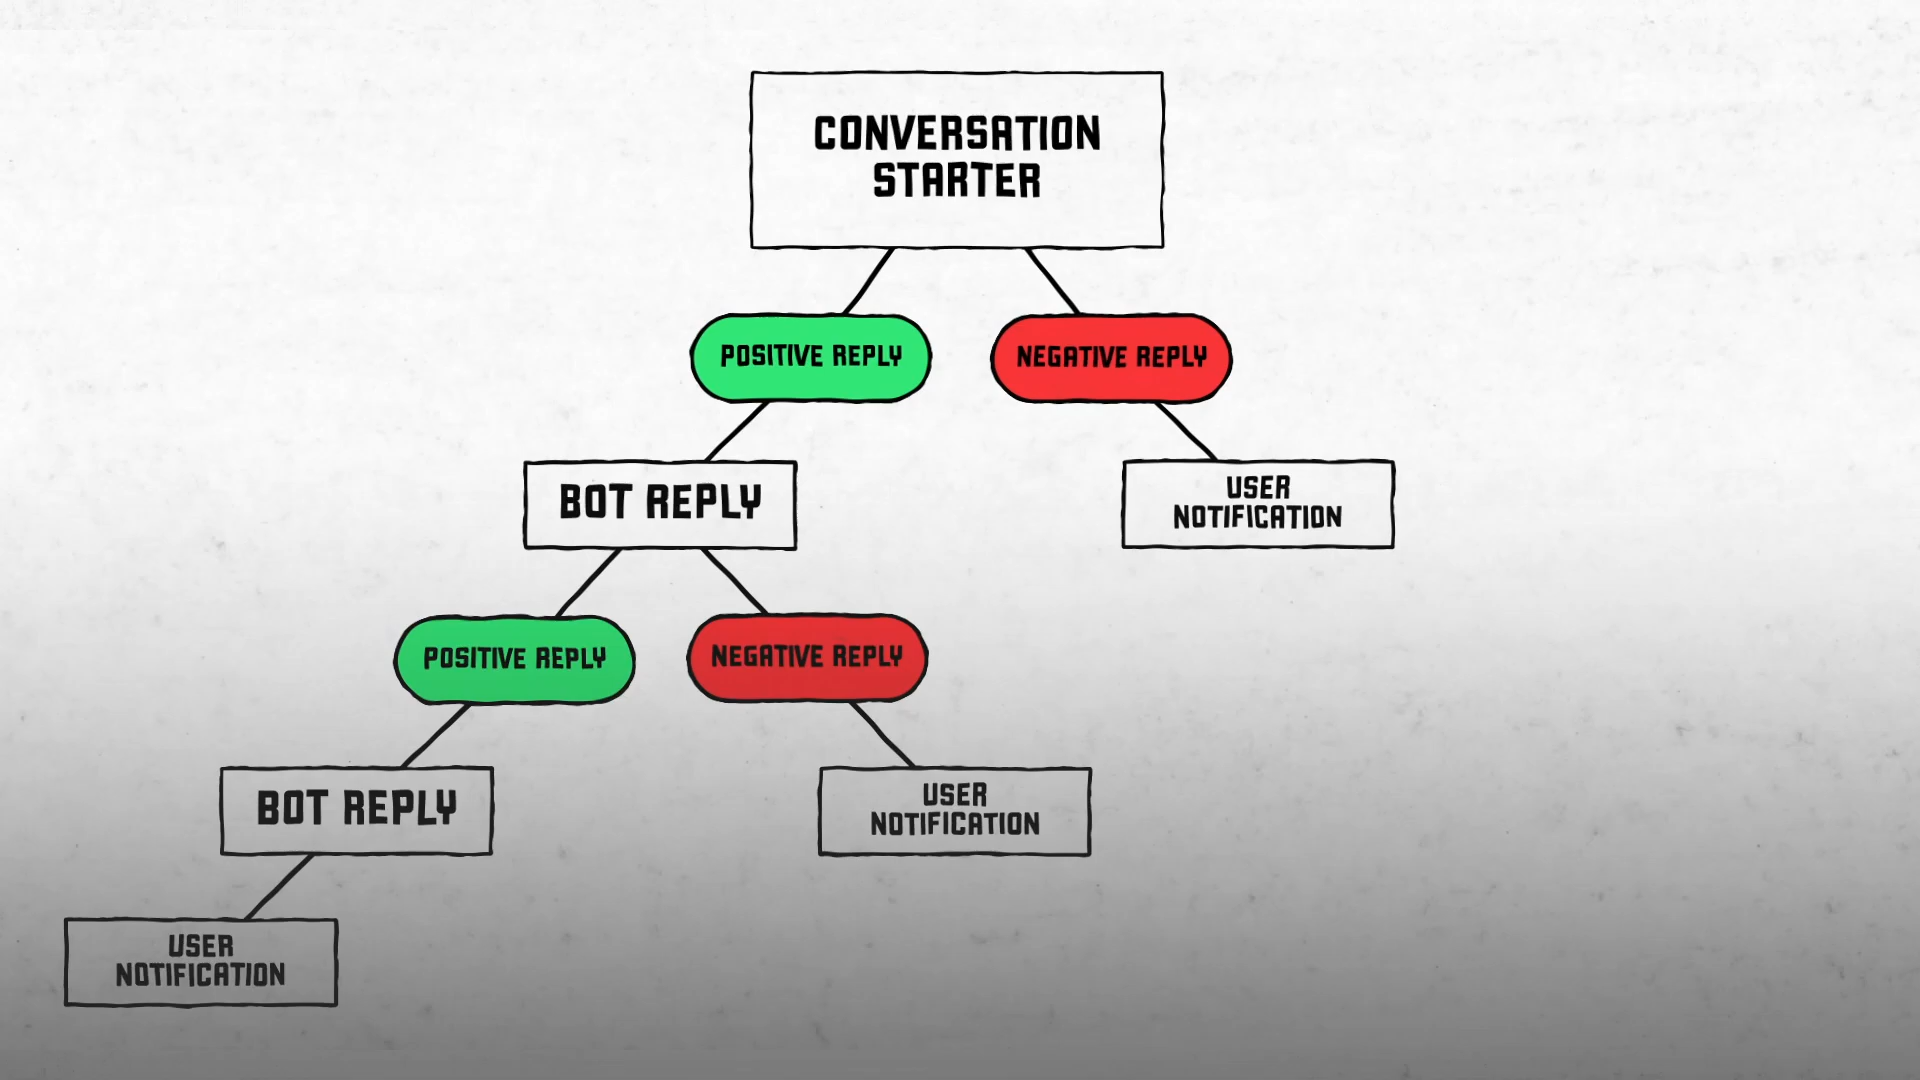 CONVERSATION
STARTER
POSITIVE REPLY
NEGATIVE REPLY
BOT REPLY
USER
NOTIFICATION
POSITIVE REPLY
NEGATIVE REPLY
BOT REPLY
USER
NOTIFICATION
USER
NOTIFICATION